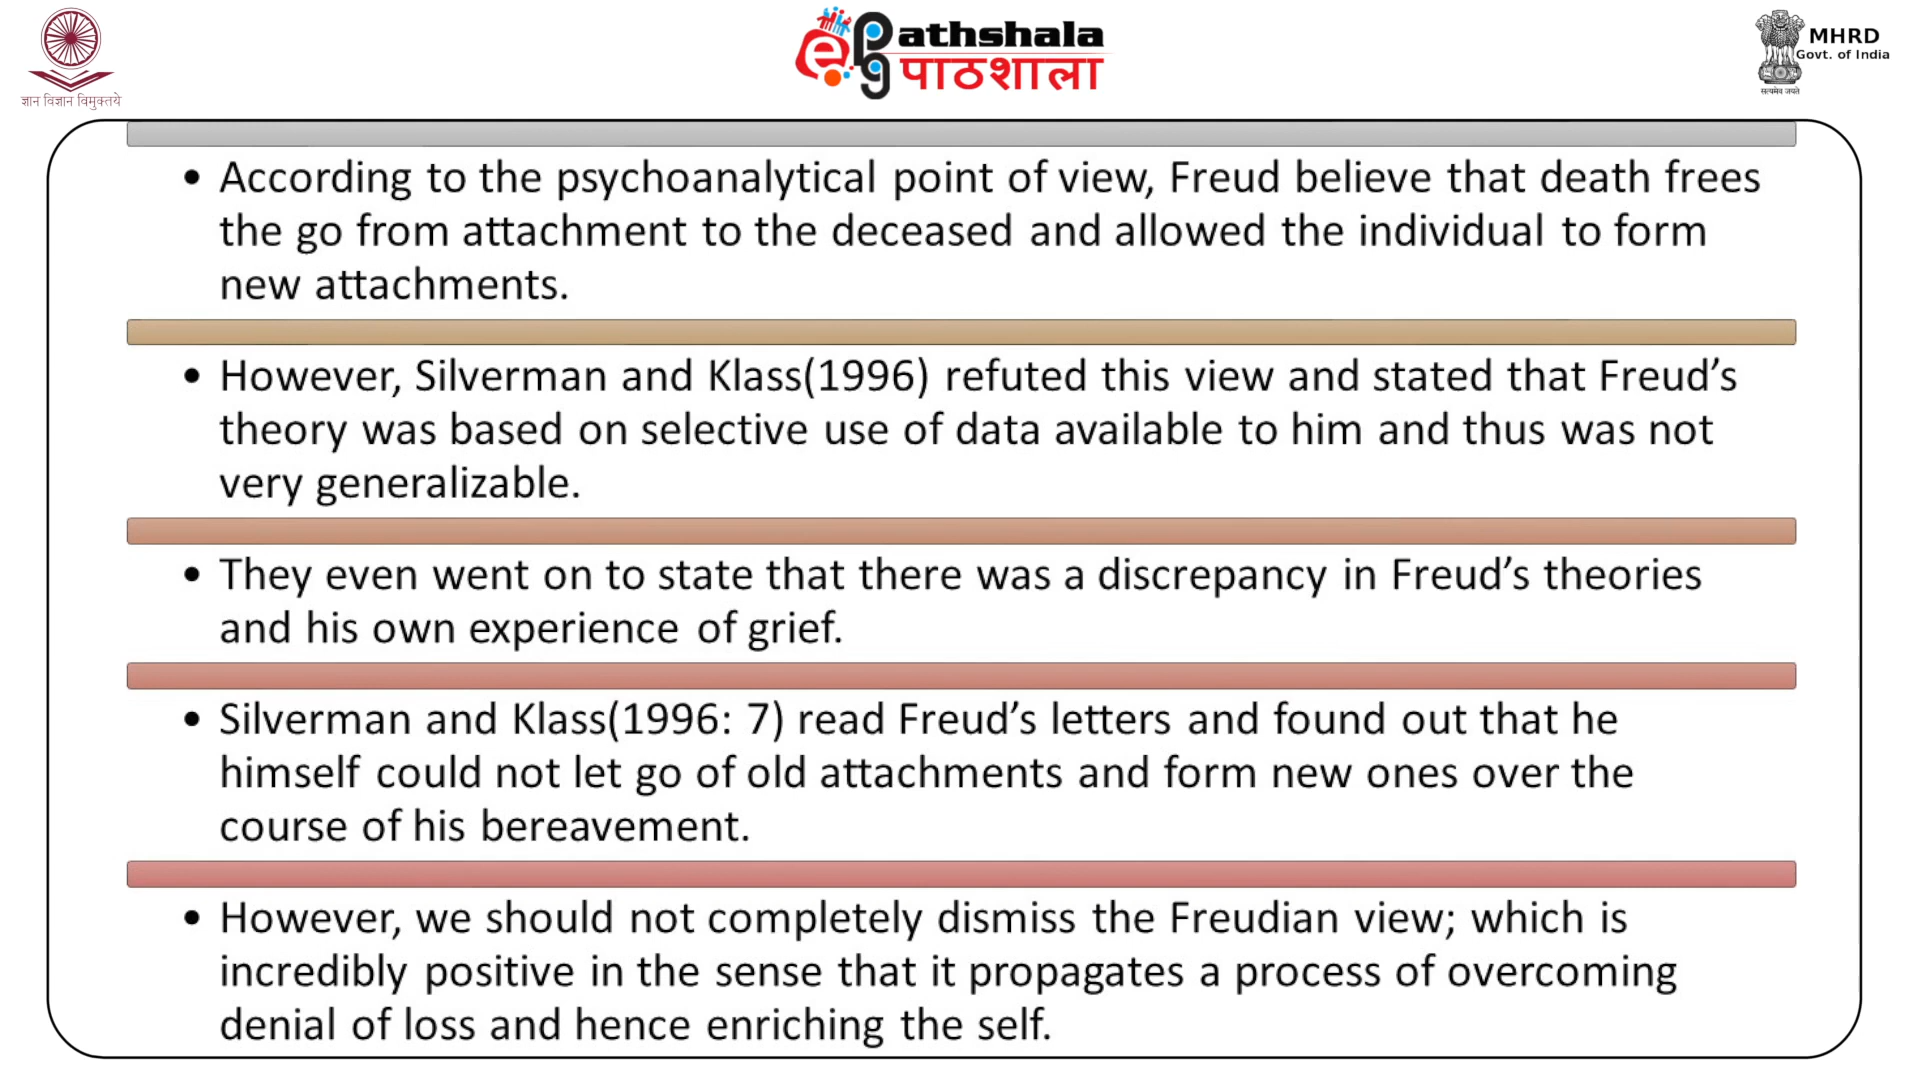 ज्ञान विज्ञान विमुक्तये
ePathshala
पाठशाला
MHRD
Govt. of India
सत्यमेव जयते
• According to the psychoanalytical point of view, Freud believe that death frees
the go from attachment to the deceased and allowed the individual to form
new attachments.
• However, Silverman and Klass(1996) refuted this view and stated that Freud’s
theory was based on selective use of data available to him and thus was not
very generalizable.
• They even went on to state that there was a discrepancy in Freud’s theories
and his own experience of grief.
• Silverman and Klass(1996: 7) read Freud’s letters and found out that he
himself could not let go of old attachments and form new ones over the
course of his bereavement.
• However, we should not completely dismiss the Freudian view; which is
incredibly positive in the sense that it propagates a process of overcoming
denial of loss and hence enriching the self.